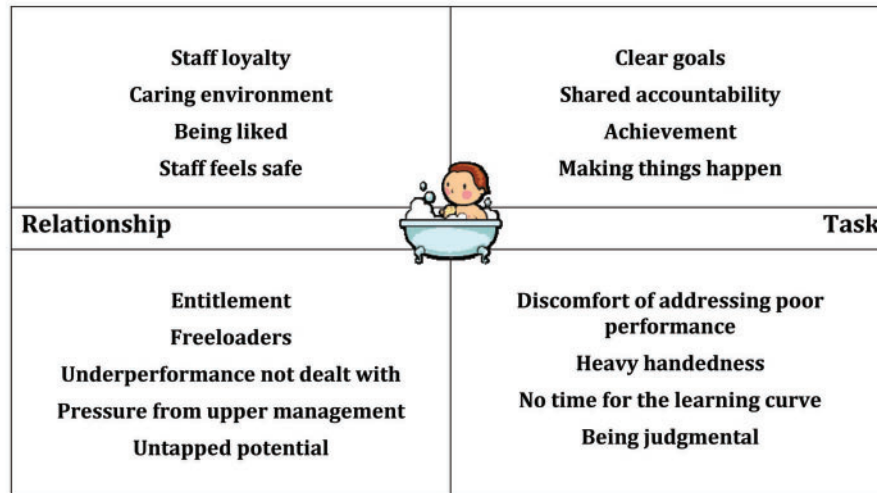 Staff loyalty
Caring environment
Being liked
Staff feels safe
Clear goals
Shared accountability
Achievement
Making things happen
Relationship
Task
Entitlement
Freeloaders
Underperformance not dealt with
Pressure from upper management
Untapped potential
Discomfort of addressing poor
performance
Heavy handedness
No time for the learning curve
Being judgmental